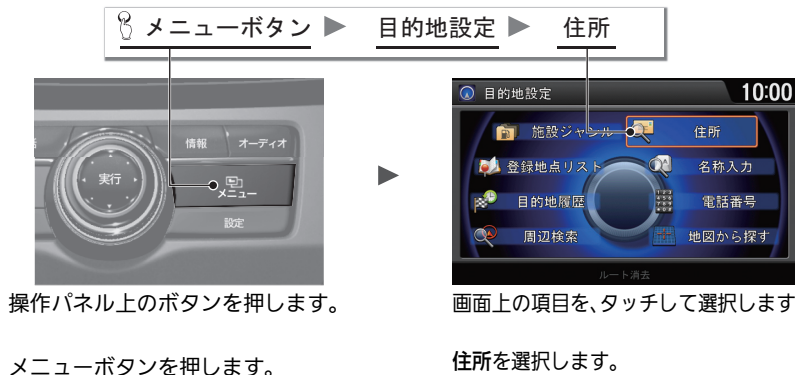 メニューボタン ▶ 目的地設定 ▶ 住所
情報 オーディオ
実行
メニュー
設定
目的地設定 10:00
施設ジャンル 住所
登録地点リスト 名称入力
目的地履歴 電話番号
周辺検索 地図から探す
ルート消去
操作パネル上のボタンを押します。
画面上の項目を、タッチして選択します
メニューボタンを押します。
住所を選択します。